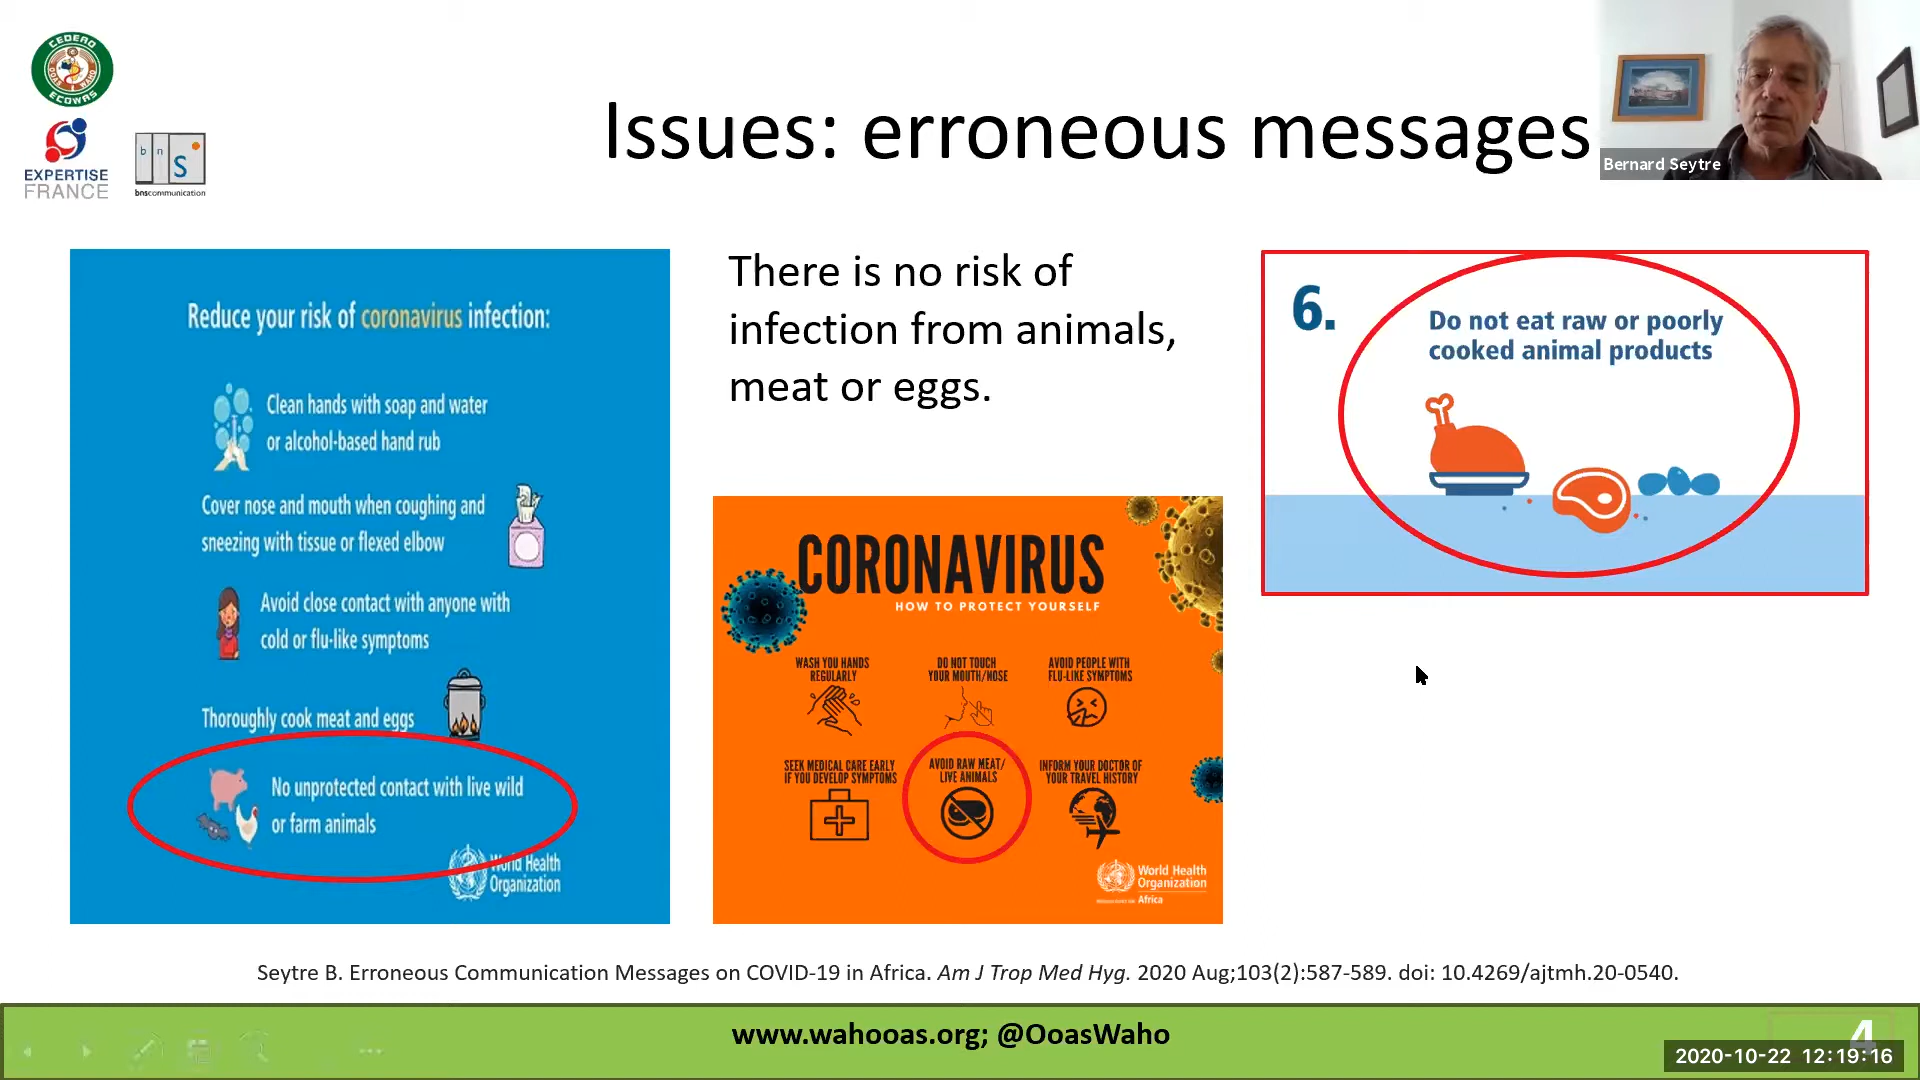 CEDEAO
OOAS
WAHO
ECOWAS
EXPERTISE
FRANCE
b n S
bnscommunication
Issues: erroneous messages
Bernard Seytre
Reduce your risk of coronavirus infection:
Clean hands with soap and water
or alcohol-based hand rub
Cover nose and mouth when coughing and
sneezing with tissue or flexed elbow
Avoid close contact with anyone with
cold or flu-like symptoms
Thoroughly cook meat and eggs
No unprotected contact with live wild
or farm animals
World Health
Organization
There is no risk of
infection from animals,
meat or eggs.
CORONAVIRUS
HOW TO PROTECT YOURSELF
WASH YOU HANDS
REGULARLY
DO NOT TOUCH
YOUR MOUTH/NOSE
AVOID PEOPLE WITH
FLU-LIKE SYMPTOMS
SEEK MEDICAL CARE EARLY
IF YOU DEVELOP SYMPTOMS
AVOID RAW MEAT/
LIVE ANIMALS
INFORM YOUR DOCTOR OF
YOUR TRAVEL HISTORY
World Health
Organization
Africa
6.
Do not eat raw or poorly
cooked animal products
Seytre B. Erroneous Communication Messages on COVID-19 in Africa. Am J Trop Med Hyg. 2020 Aug;103(2):587-589. doi: 10.4269/ajtmh.20-0540.
www.wahooas.org; @OoasWaho
4
2020-10-22 12:19:16